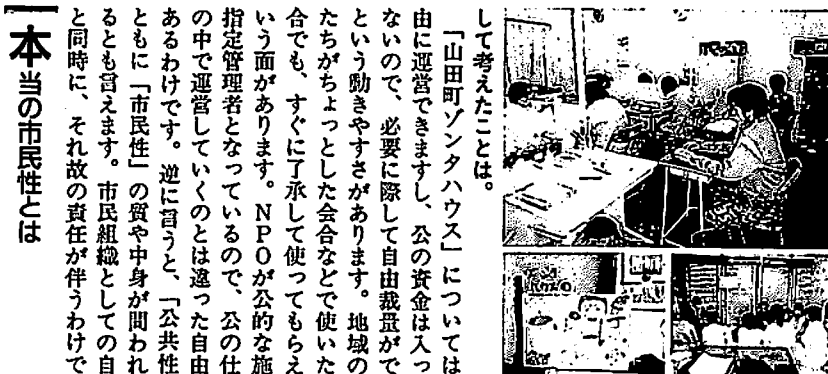 して考えたことは。
「山田町ゾンタハウス」については
由に運営できますし、公の資金は入っ
ないので、必要に際して自由裁量がで
という動きやすさがあります。地域の
たちがちょっとした会合などで使いた
合でも、すぐに了承して使ってもらえ
いう面があります。NPOが公的な施
指定管理者となっているので、公の仕
の中で運営していくのとは違った自由
あるわけです。逆に言うと、「公共性
ともに「市民性」の質や中身が問われ
るとも言えます。市民組織としての自
と同時に、それ故の責任が伴うわけで
本当の市民性とは